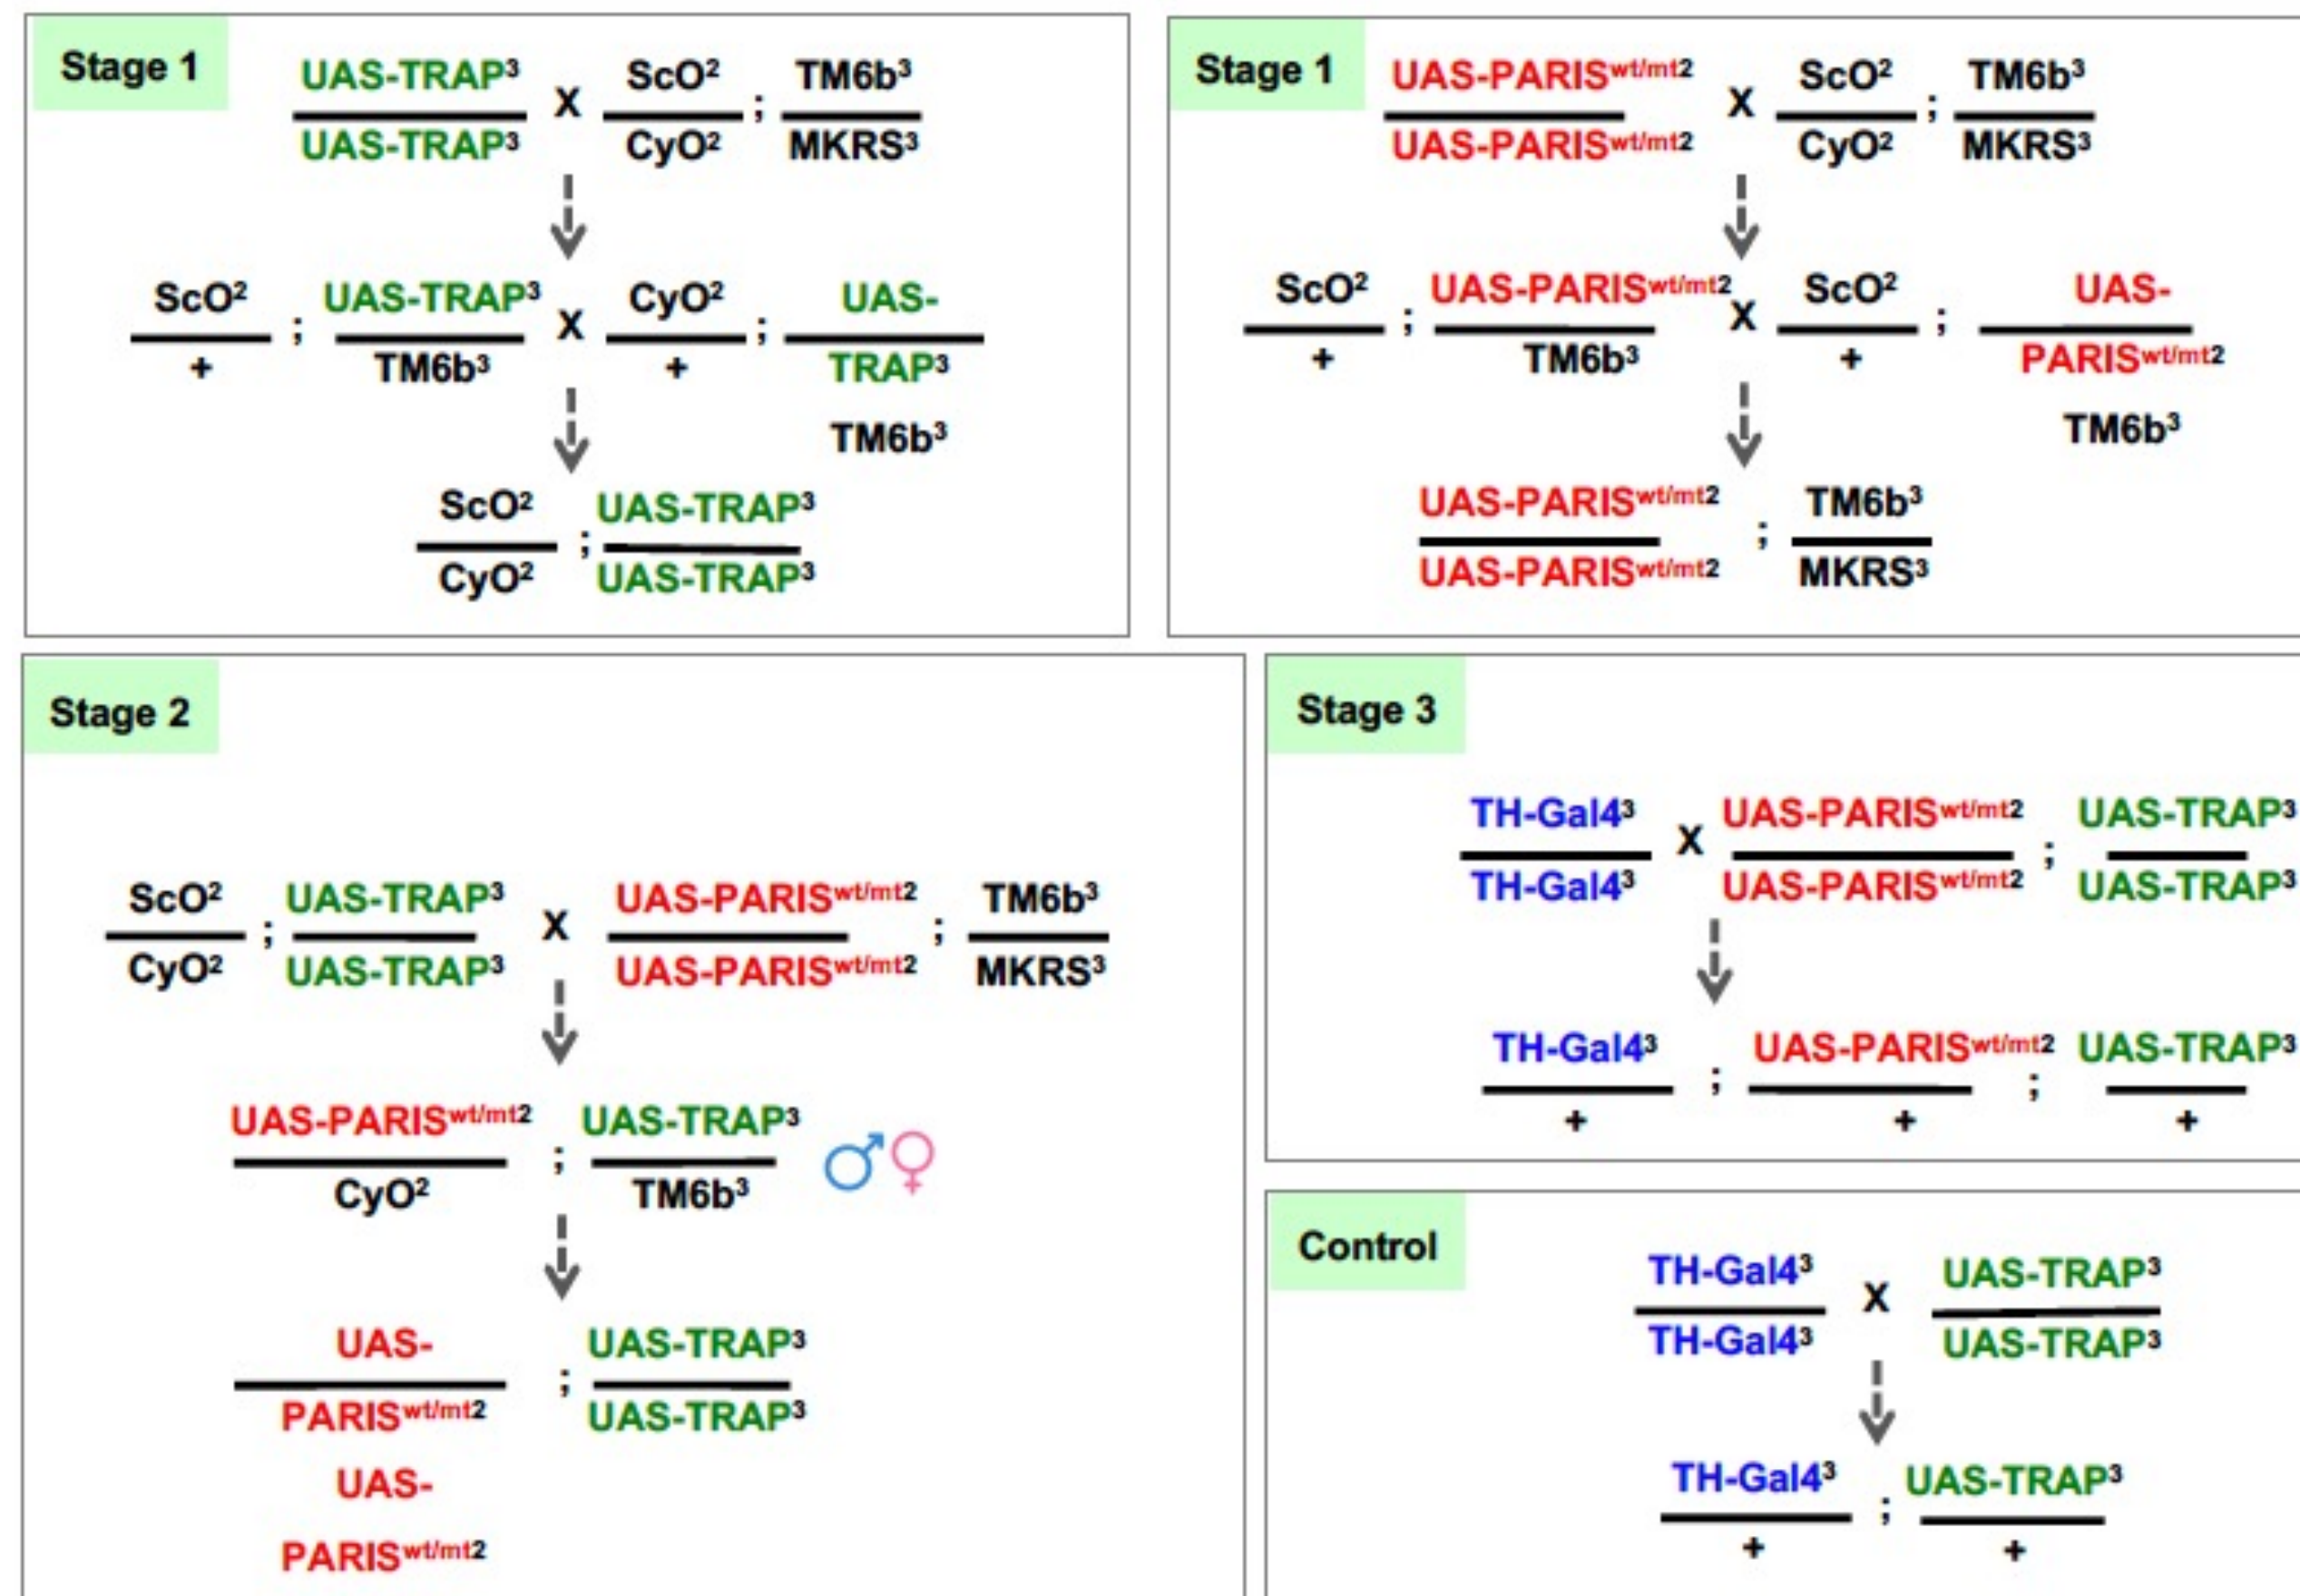 Stage 1
UAS-TRAP³ X ScO² ; TM6b³
UAS-TRAP³ CyO² MKRS³
ScO² ; UAS-TRAP³ X CyO² ; UAS-
+ TM6b³ + TRAP³
TM6b³
ScO² ; UAS-TRAP³
CyO² UAS-TRAP³
Stage 1
UAS-PARISwt/mt2 X ScO² ; TM6b³
UAS-PARISwt/mt2 CyO² MKRS³
ScO² ; UAS-PARISwt/mt2 X ScO² ; UAS-
+ TM6b³ + PARISwt/mt2
TM6b³
UAS-PARISwt/mt2 ; TM6b³
UAS-PARISwt/mt2 MKRS³
Stage 2
ScO² ; UAS-TRAP³ X UAS-PARISwt/mt2 ; TM6b³
CyO² UAS-TRAP³ UAS-PARISwt/mt2 MKRS³
UAS-PARISwt/mt2 ; UAS-TRAP³ ♂♀
CyO² TM6b³
UAS- ; UAS-TRAP³
PARISwt/mt2 UAS-TRAP³
UAS-
PARISwt/mt2
Stage 3
TH-Gal4³ X UAS-PARISwt/mt2 ; UAS-TRAP³
TH-Gal4³ UAS-PARISwt/mt2 UAS-TRAP³
TH-Gal4³ ; UAS-PARISwt/mt2 ; UAS-TRAP³
+ + +
Control
TH-Gal4³ X UAS-TRAP³
TH-Gal4³ UAS-TRAP³
TH-Gal4³ ; UAS-TRAP³
+ +